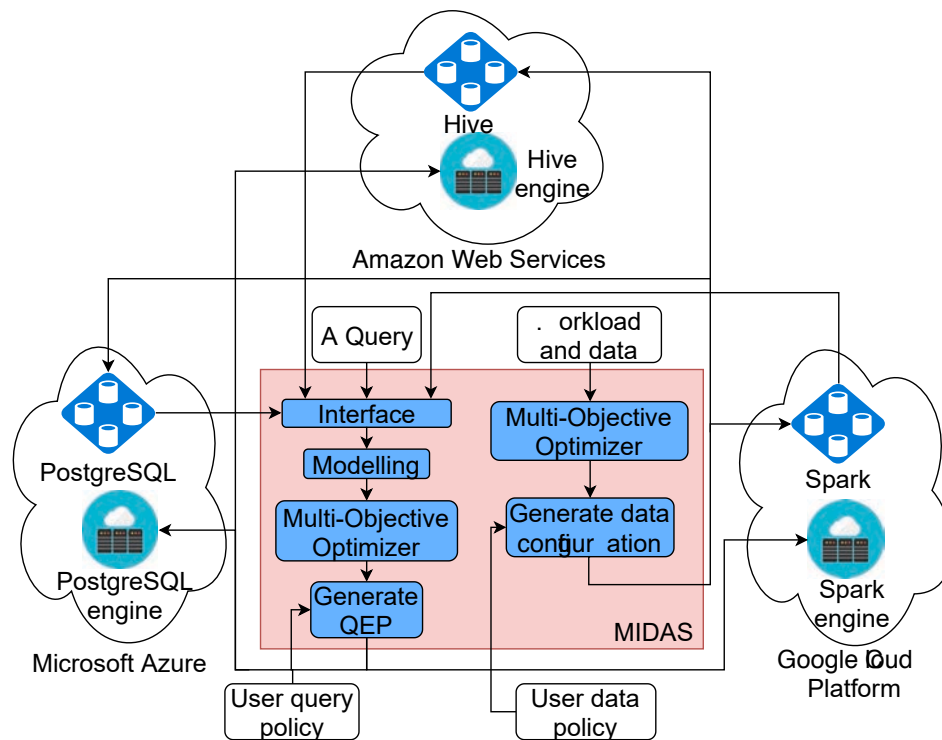 Hive
Hive
engine
Amazon Web Services
A Query
. orkload
and data
Interface
Multi-Objective
Optimizer
Modelling
PostgreSQL
Spark
Multi-Objective
Optimizer
Generate data
configur ation
PostgreSQL
engine
Generate
QEP
Spark
engine
MIDAS
Microsoft Azure
Google Cloud
Platform
User query
policy
User data
policy